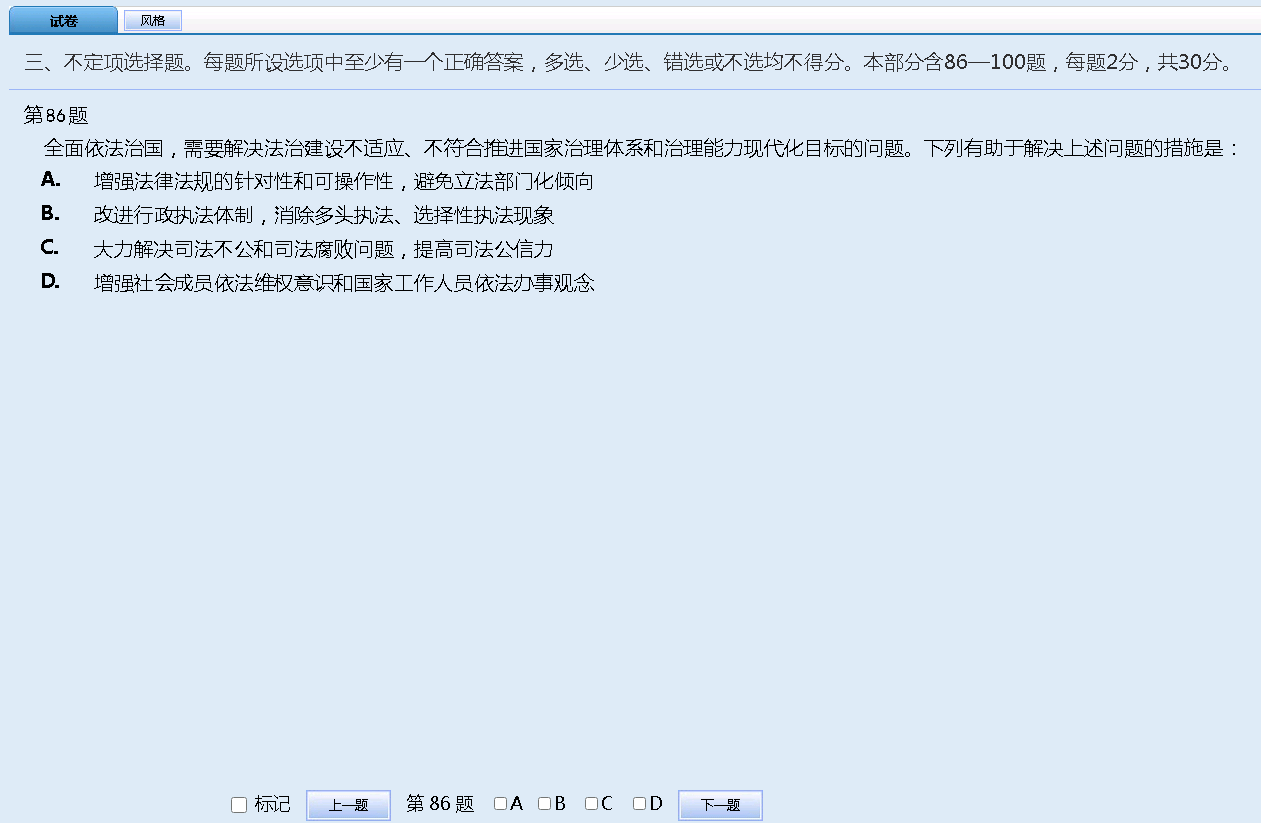 试卷 风格
三、不定项选择题。每题所设选项中至少有一个正确答案，多选、少选、错选或不选均不得分。本部分含86—100题，每题2分，共30分。
第86题
全面依法治国，需要解决法治建设不适应、不符合推进国家治理体系和治理能力现代化目标的问题。下列有助于解决上述问题的措施是：
A. 增强法律法规的针对性和可操作性，避免立法部门化倾向
B. 改进行政执法体制，消除多头执法、选择性执法现象
C. 大力解决司法不公和司法腐败问题，提高司法公信力
D. 增强社会成员依法维权意识和国家工作人员依法办事观念
标记 上一题 第 86 题 A B C D 下一题